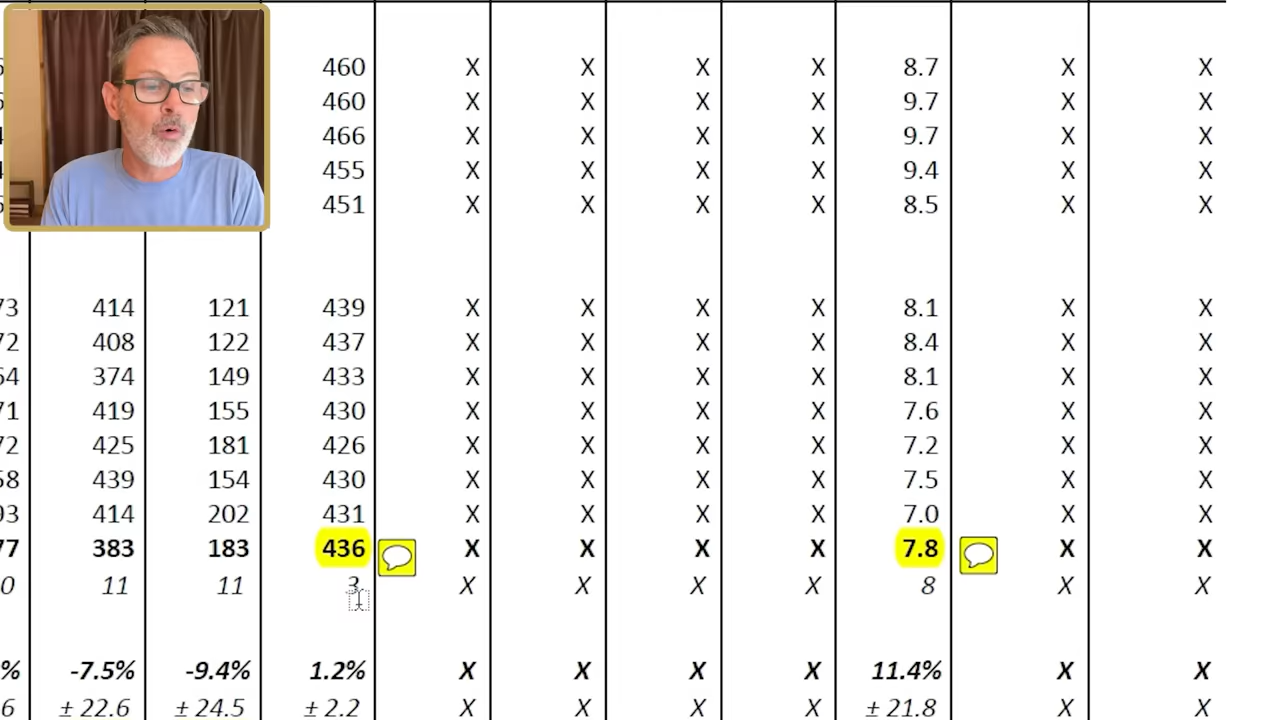 460 X X X X 8.7 X X
460 X X X X 9.7 X X
466 X X X X 9.7 X X
455 X X X X 9.4 X X
451 X X X X 8.5 X X
73 414 121 439 X X X X 8.1 X X
72 408 122 437 X X X X 8.4 X X
64 374 149 433 X X X X 8.1 X X
71 419 155 430 X X X X 7.6 X X
72 425 181 426 X X X X 7.2 X X
58 439 154 430 X X X X 7.5 X X
93 414 202 431 X X X X 7.0 X X
77 383 183 436 X X X X 7.8 X X
0 11 11 3 X X X X 8 X X
% -7.5% -9.4% 1.2% X X X X 11.4% X X
6 ± 22.6 ± 24.5 ± 2.2 X X X X ± 21.8 X X